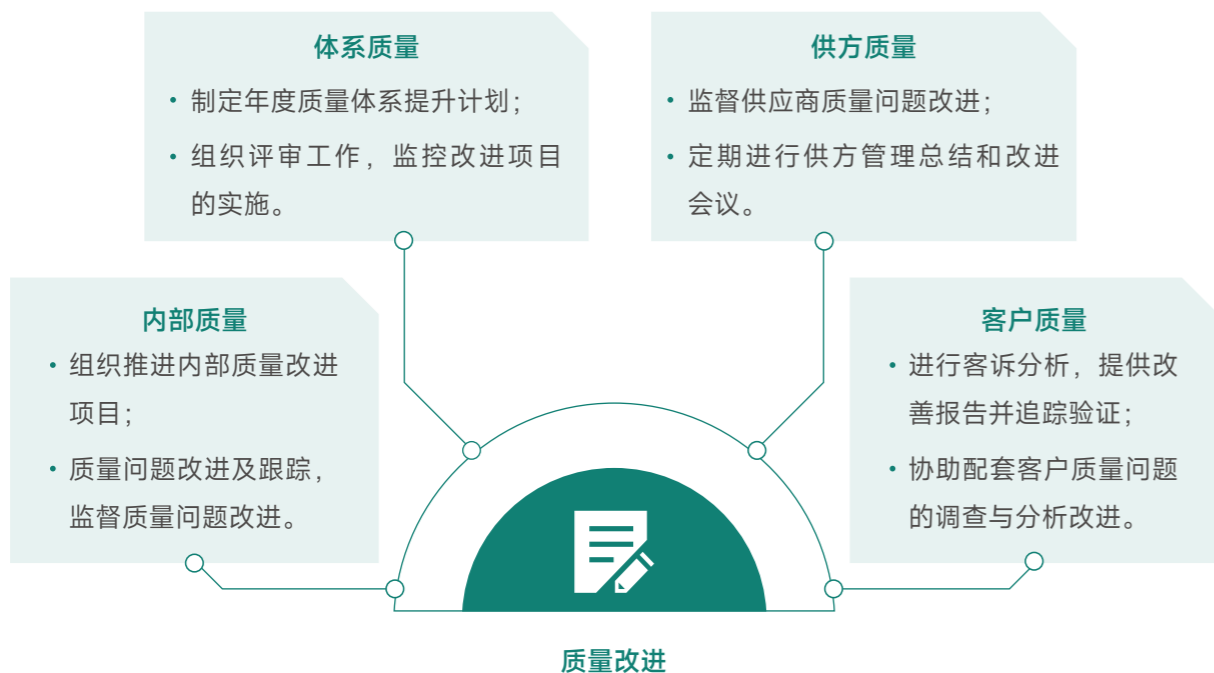 体系质量
• 制定年度质量体系提升计划；
• 组织评审工作，监控改进项目
的实施。
供方质量
• 监督供应商质量问题改进；
• 定期进行供方管理总结和改进
会议。
内部质量
• 组织推进内部质量改进
项目；
• 质量问题改进及跟踪，
监督质量问题改进。
客户质量
• 进行客诉分析，提供改
善报告并追踪验证；
• 协助配套客户质量问题
的调查与分析改进。
质量改进